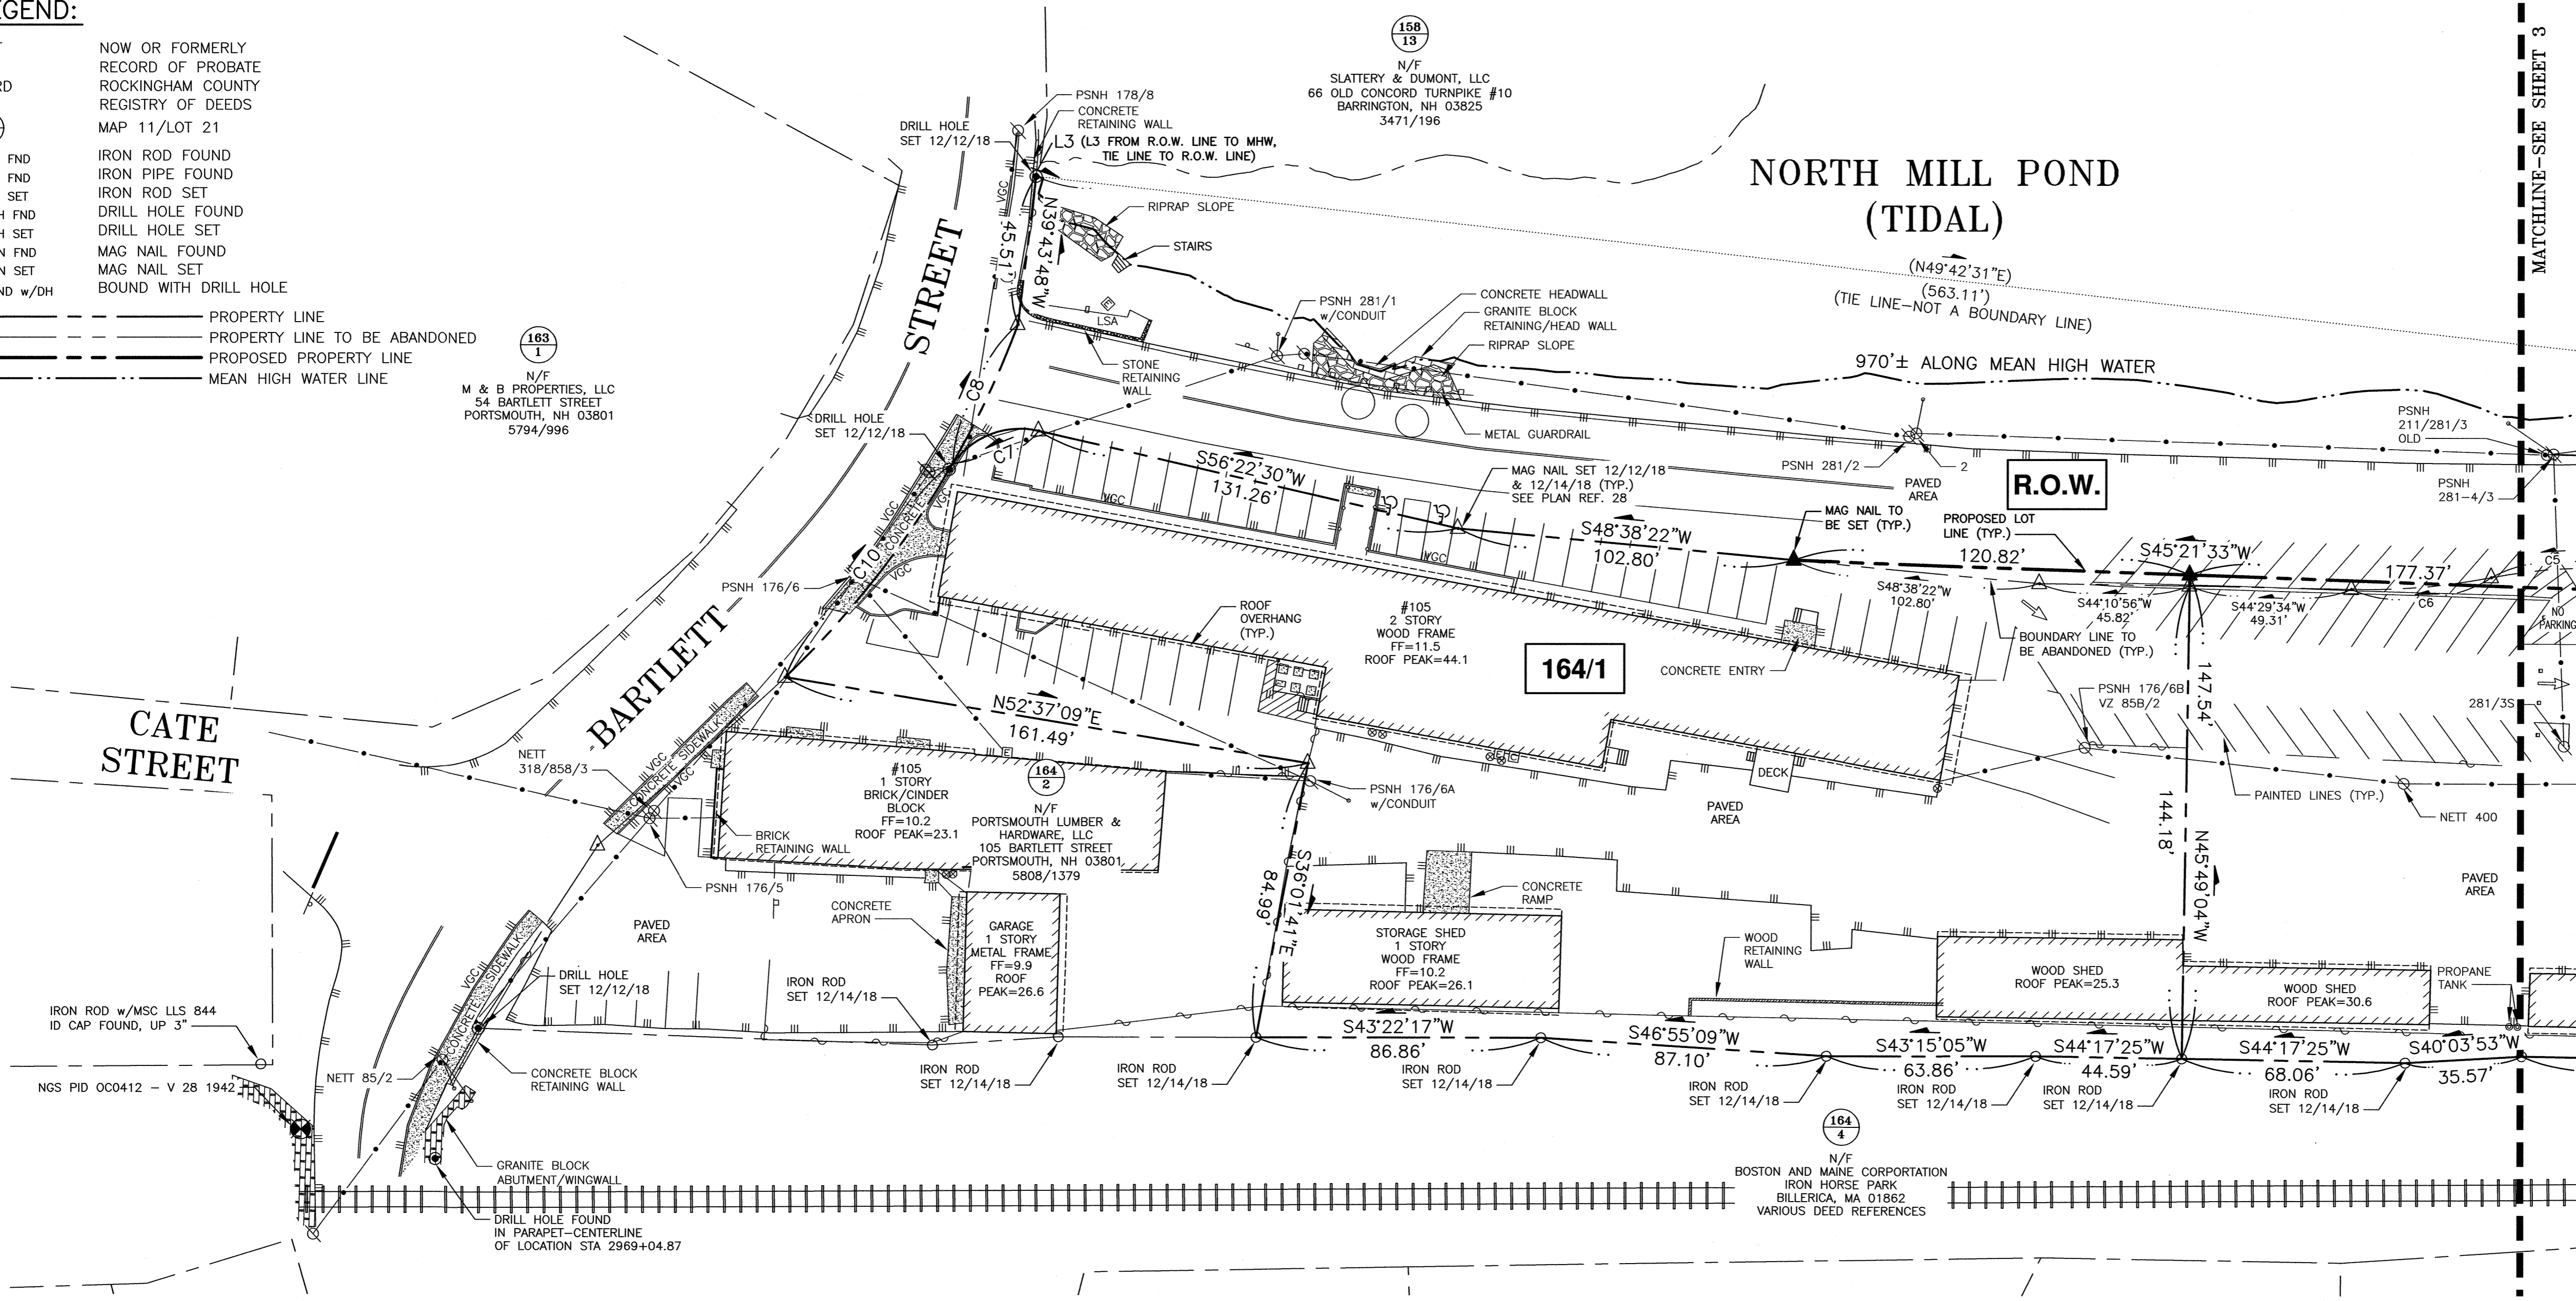 LEGEND:
NOW OR FORMERLY
RECORD OF PROBATE
RD ROCKINGHAM COUNTY
REGISTRY OF DEEDS
MAP 11/LOT 21
FND IRON ROD FOUND
FND IRON PIPE FOUND
SET IRON ROD SET
H FND DRILL HOLE FOUND
H SET DRILL HOLE SET
N FND MAG NAIL FOUND
N SET MAG NAIL SET
ND w/DH BOUND WITH DRILL HOLE
PROPERTY LINE
PROPERTY LINE TO BE ABANDONED
PROPOSED PROPERTY LINE
MEAN HIGH WATER LINE
163
1
N/F
M & B PROPERTIES, LLC
54 BARTLETT STREET
PORTSMOUTH, NH 03801
5794/996
158
13
N/F
SLATTERY & DUMONT, LLC
66 OLD CONCORD TURNPIKE #10
BARRINGTON, NH 03825
3471/196
PSNH 178/8
CONCRETE
RETAINING WALL
DRILL HOLE
SET 12/12/18
L3 (L3 FROM R.O.W. LINE TO MHW,
TIE LINE TO R.O.W. LINE)
NORTH MILL POND
(TIDAL)
(N49°42'31"E)
(563.11')
(TIE LINE-NOT A BOUNDARY LINE)
970'± ALONG MEAN HIGH WATER
MATCHLINE-SEE SHEET 3
VGC
45.51'
N39°43'48"W
RIPRAP SLOPE
STAIRS
E
LSA
STONE
RETAINING
WALL
PSNH 281/1
w/CONDUIT
CONCRETE HEADWALL
GRANITE BLOCK
RETAINING/HEAD WALL
RIPRAP SLOPE
METAL GUARDRAIL
STREET
BARTLETT
C8
DRILL HOLE
SET 12/12/18
C7
S56°22'30"W
131.26'
MAG NAIL SET 12/12/18
& 12/14/18 (TYP.)
SEE PLAN REF. 28
PSNH 281/2
2
PAVED
AREA
R.O.W.
PSNH
211/281/3
OLD
PSNH
281-4/3
MAG NAIL TO
BE SET (TYP.)
PROPOSED LOT
LINE (TYP.)
S48°38'22"W
102.80'
120.82'
S45°21'33"W
177.37'
C5
S48°38'22"W
102.80'
S44°10'56"W
45.82'
S44°29'34"W
49.31'
C6
NO
PARKING
BOUNDARY LINE TO
BE ABANDONED (TYP.)
VGC
VGC
VGC
CONCRETE
VGC
VGC
C10
PSNH 176/6
ROOF
OVERHANG
(TYP.)
#105
2 STORY
WOOD FRAME
FF=11.5
ROOF PEAK=44.1
164/1
CONCRETE ENTRY
147.54'
PSNH 176/6B
VZ 85B/2
281/3S
N52°37'09"E
161.49'
CATE
STREET
NETT
318/858/3
VGC
CONCRETE SIDEWALK
VGC
#105
1 STORY
BRICK/CINDER
BLOCK
FF=10.2
ROOF PEAK=23.1
E
164
2
N/F
PORTSMOUTH LUMBER &
HARDWARE, LLC
105 BARTLETT STREET
PORTSMOUTH, NH 03801
5808/1379
PSNH 176/6A
w/CONDUIT
DECK
PAVED
AREA
144.18'
PAINTED LINES (TYP.)
NETT 400
BRICK
RETAINING WALL
PSNH 176/5
PAVED
AREA
CONCRETE
APRON
GARAGE
1 STORY
METAL FRAME
FF=9.9
ROOF
PEAK=26.6
S36°01'41"E
84.99'
CONCRETE
RAMP
STORAGE SHED
1 STORY
WOOD FRAME
FF=10.2
ROOF PEAK=26.1
WOOD
RETAINING
WALL
N45°49'04"W
PAVED
AREA
WOOD SHED
ROOF PEAK=25.3
WOOD SHED
ROOF PEAK=30.6
PROPANE
TANK
VGC
CONCRETE SIDEWALK
DRILL HOLE
SET 12/12/18
IRON ROD
SET 12/14/18
IRON ROD w/MSC LLS 844
ID CAP FOUND, UP 3"
S43°22'17"W
86.86'
S46°55'09"W
87.10'
S43°15'05"W
63.86'
S44°17'25"W
44.59'
S44°17'25"W
68.06'
S40°03'53"W
35.57'
NETT 85/2
NGS PID OC0412 - V 28 1942
CONCRETE BLOCK
RETAINING WALL
IRON ROD
SET 12/14/18
IRON ROD
SET 12/14/18
IRON ROD
SET 12/14/18
IRON ROD
SET 12/14/18
IRON ROD
SET 12/14/18
IRON ROD
SET 12/14/18
IRON ROD
SET 12/14/18
164
4
N/F
BOSTON AND MAINE CORPORTATION
IRON HORSE PARK
BILLERICA, MA 01862
VARIOUS DEED REFERENCES
GRANITE BLOCK
ABUTMENT/WINGWALL
DRILL HOLE FOUND
IN PARAPET-CENTERLINE
OF LOCATION STA 2969+04.87